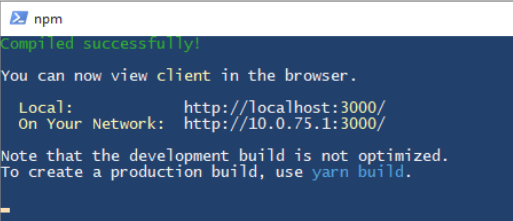 npm
Compiled successfully!
You can now view client in the browser.
Local: http://localhost:3000/
On Your Network: http://10.0.75.1:3000/
Note that the development build is not optimized.
To create a production build, use yarn build.